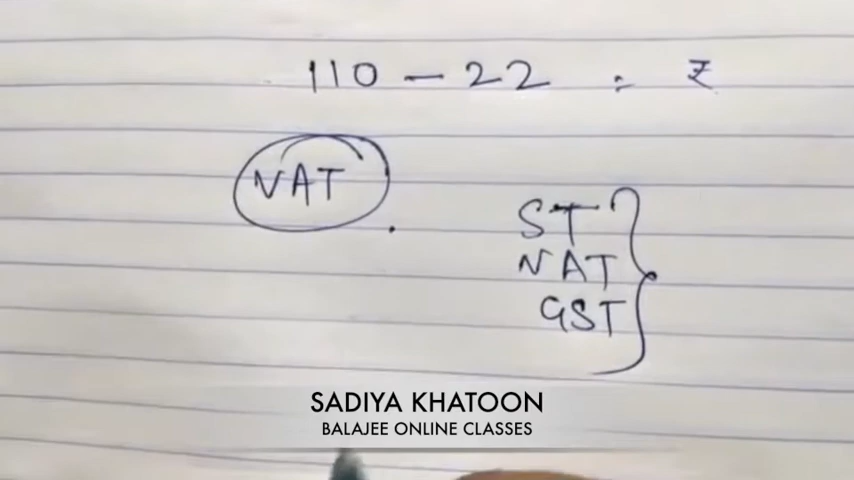 110 - 22 = ₹
VAT
ST
VAT
GST
SADIYA KHATOON
BALAJEE ONLINE CLASSES